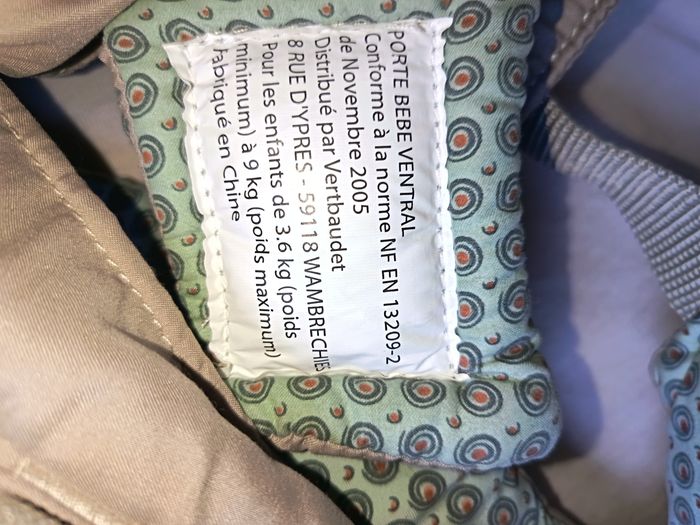 PORTE BEBE VENTRAL
Conforme à la norme NF EN 13209-2
de Novembre 2005
Distribué par Vertbaudet
8 RUE D'YPRES - 59118 WAMBRECHIES
Pour les enfants de 3.6 kg (poids
minimum) à 9 kg (poids maximum)
Fabriqué en Chine